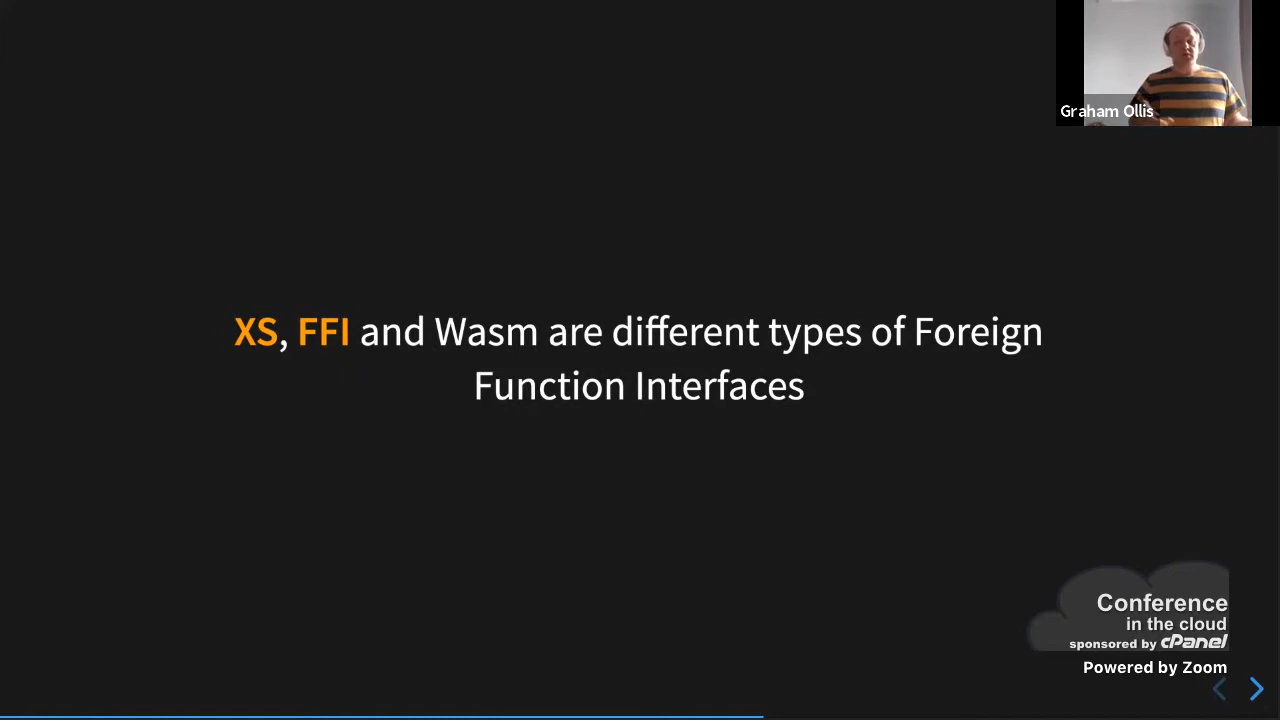 Graham Ollis
XS, FFI and Wasm are different types of Foreign
Function Interfaces
Conference
in the cloud
sponsored by cPanel
Powered by Zoom